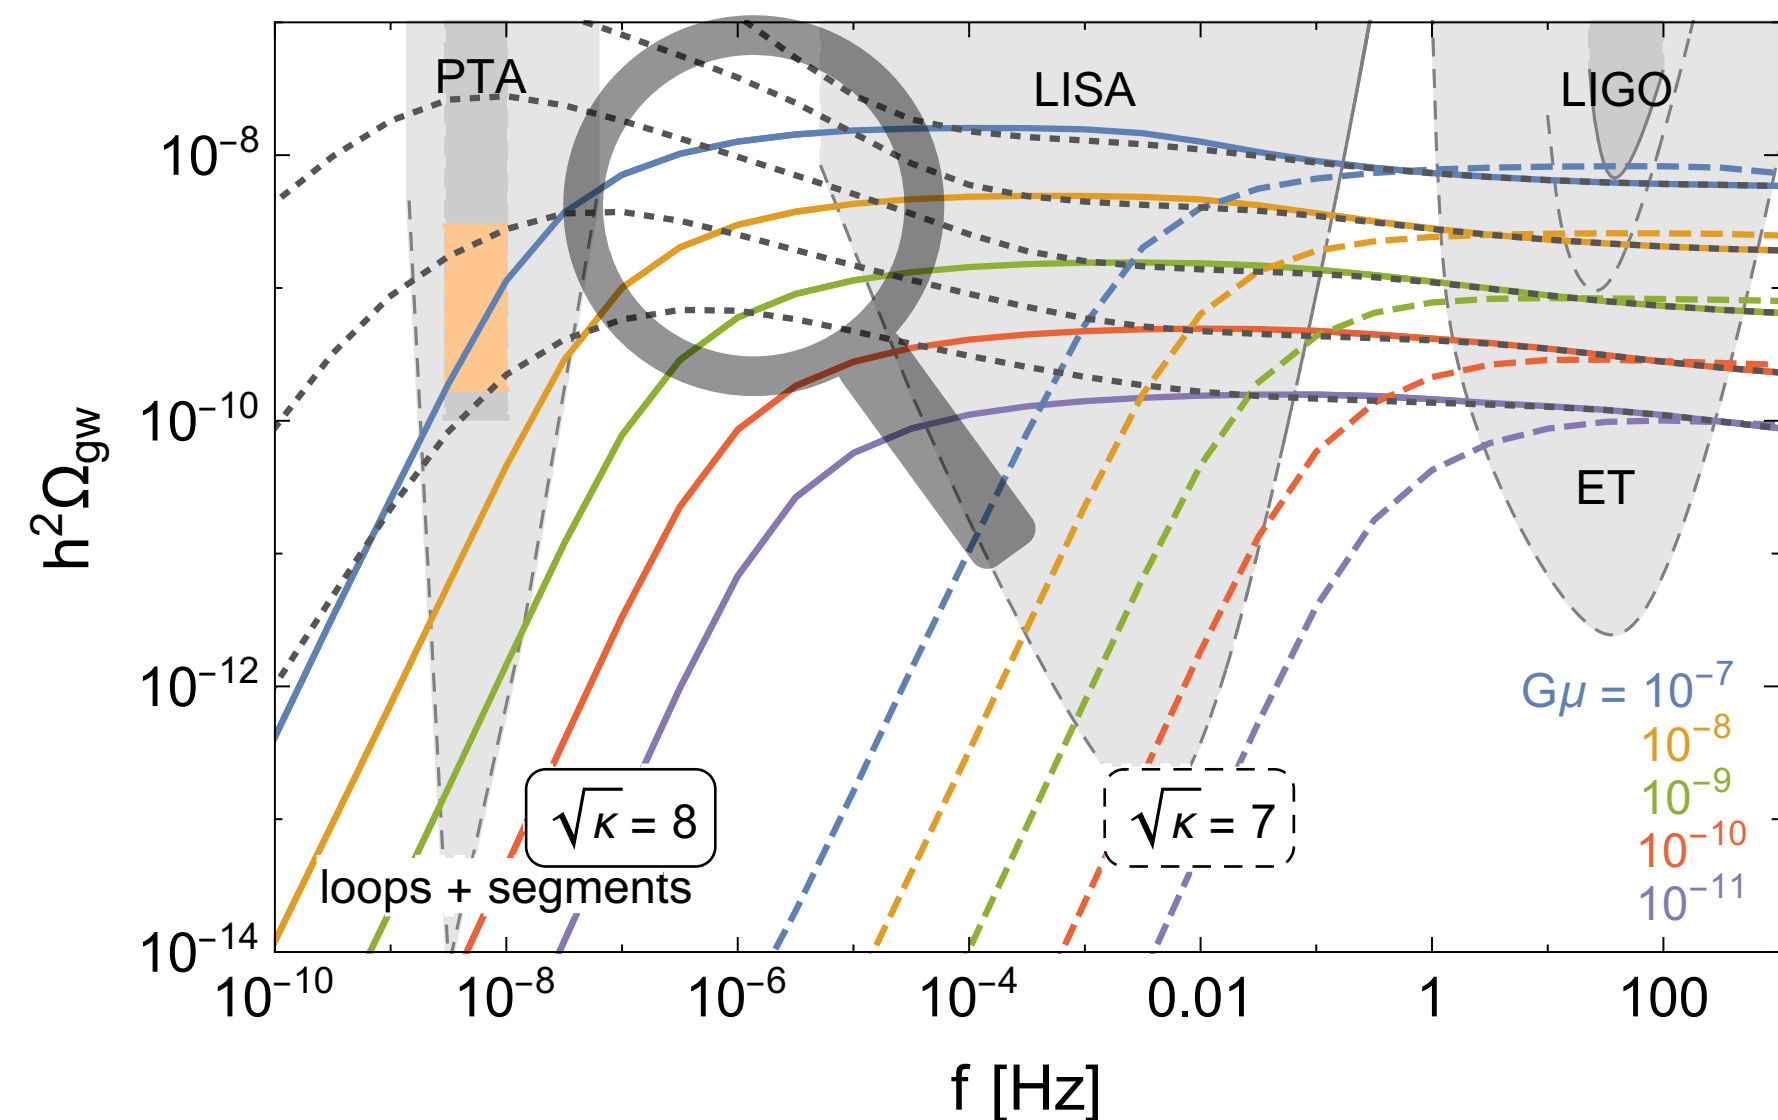 PTA
LISA
LIGO
ET
10⁻⁸
10⁻¹⁰
10⁻¹²
10⁻¹⁴
h²Ω_gw
Gμ = 10⁻⁷
10⁻⁸
10⁻⁹
10⁻¹⁰
10⁻¹¹
√κ = 8
√κ = 7
loops + segments
10⁻¹⁰
10⁻⁸
10⁻⁶
10⁻⁴
0.01
1
100
f [Hz]